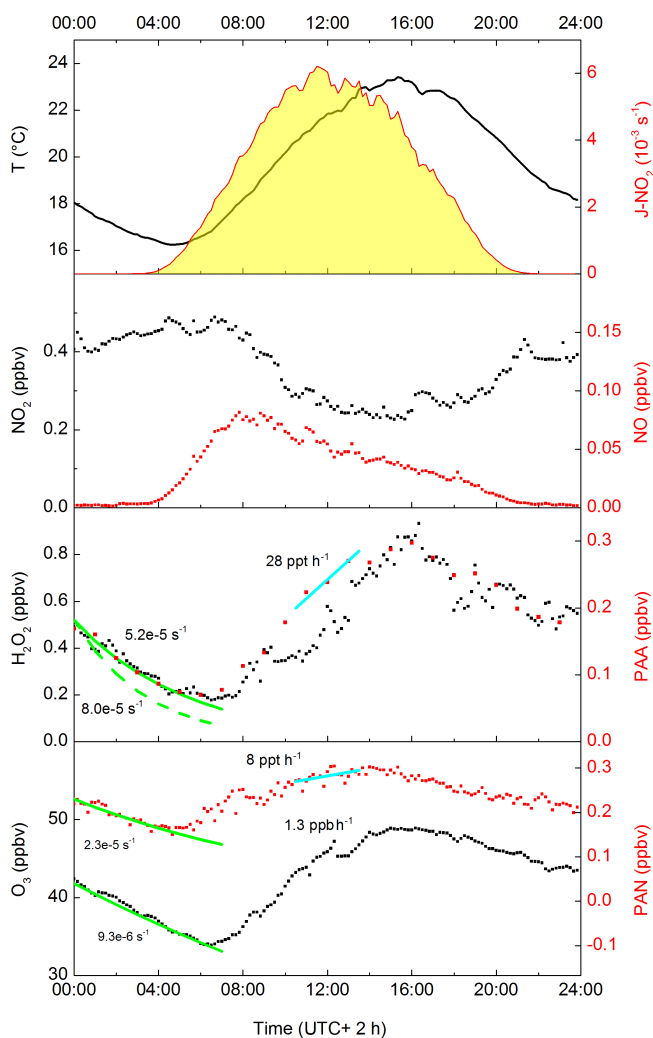 00:00 04:00 08:00 12:00 16:00 20:00 24:00
24
22
20
18
16
T (°C)
6
4
2
0
J-NO2 (10-3 s-1)
0.4
0.2
0.0
NO2 (ppbv)
0.15
0.10
0.05
0.00
NO (ppbv)
0.8
0.6
0.4
0.2
0.0
H2O2 (ppbv)
28 ppt h-1
5.2e-5 s-1
8.0e-5 s-1
0.3
0.2
0.1
0.0
PAA (ppbv)
50
40
30
O3 (ppbv)
8 ppt h-1
1.3 ppb h-1
2.3e-5 s-1
9.3e-6 s-1
0.3
0.2
0.1
0.0
-0.1
PAN (ppbv)
00:00 04:00 08:00 12:00 16:00 20:00 24:00
Time (UTC+ 2 h)